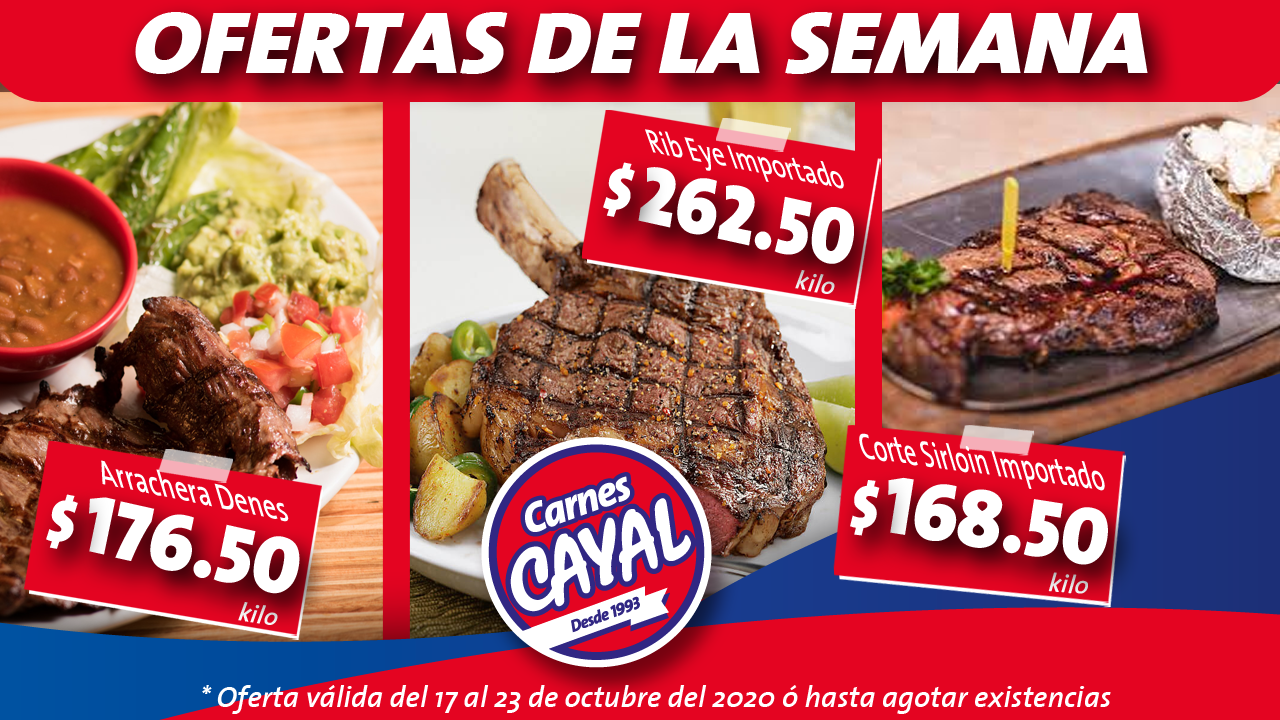 OFERTAS DE LA SEMANA
Arrachera Denes
$176.50
kilo
Rib Eye Importado
$262.50
kilo
Corte Sirloin Importado
$168.50
kilo
Carnes
CAYAL
Desde 1993
* Oferta válida del 17 al 23 de octubre del 2020 ó hasta agotar existencias